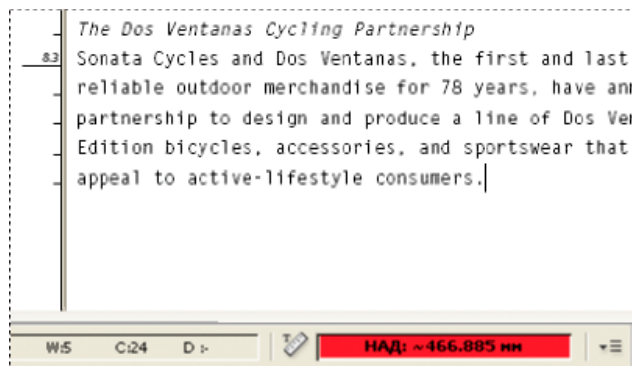 The Dos Ventanas Cycling Partnership
83 Sonata Cycles and Dos Ventanas, the first and last
reliable outdoor merchandise for 78 years, have an
partnership to design and produce a line of Dos Ve
Edition bicycles, accessories, and sportswear that
appeal to active-lifestyle consumers.
W:5 C:24 D :- НАД: ~466.885 мм